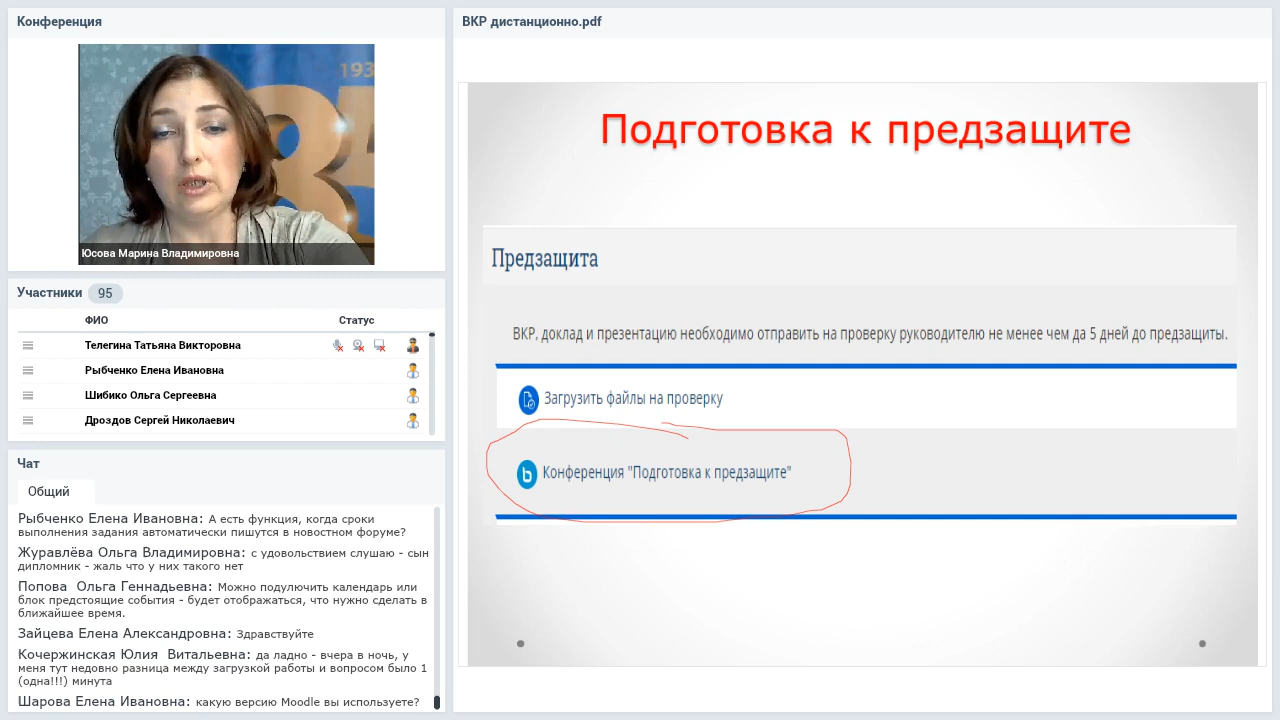 Конференция
193
Юсова Марина Владимировна
Участники 95
ФИО Статус
Телегина Татьяна Викторовна
Рыбченко Елена Ивановна
Шибико Ольга Сергеевна
Дроздов Сергей Николаевич
Чат
Общий
Рыбченко Елена Ивановна: А есть функция, когда сроки
выполнения задания автоматически пишутся в новостном форуме?
Журавлёва Ольга Владимировна: с удовольствием слушаю - сын
дипломник - жаль что у них такого нет
Попова Ольга Геннадьевна: Можно подулючить календарь или
блок предстоящие события - будет отображаться, что нужно сделать в
ближайшее время.
Зайцева Елена Александровна: Здравствуйте
Кочержинская Юлия Витальевна: да ладно - вчера в ночь, у
меня тут недовно разница между загрузкой работы и вопросом было 1
(одна!!!) минута
Шарова Елена Ивановна: какую версию Moodle вы используете?
ВКР дистанционно.pdf
Подготовка к предзащите
Предзащита
ВКР, доклад и презентацию необходимо отправить на проверку руководителю не менее чем да 5 дней до предзащиты.
Загрузить файлы на проверку
Конференция "Подготовка к предзащите"